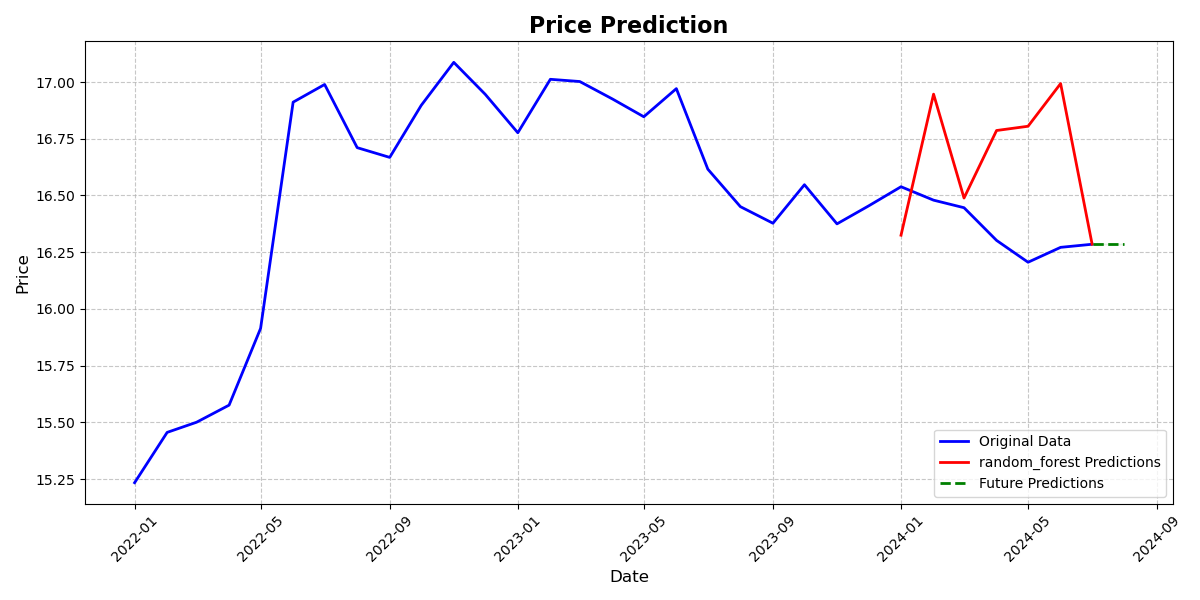 Price Prediction
Price
17.00
16.75
16.50
16.25
16.00
15.75
15.50
15.25
Original Data
random_forest Predictions
Future Predictions
2022-01
2022-05
2022-09
2023-01
2023-05
2023-09
2024-01
2024-05
2024-09
Date